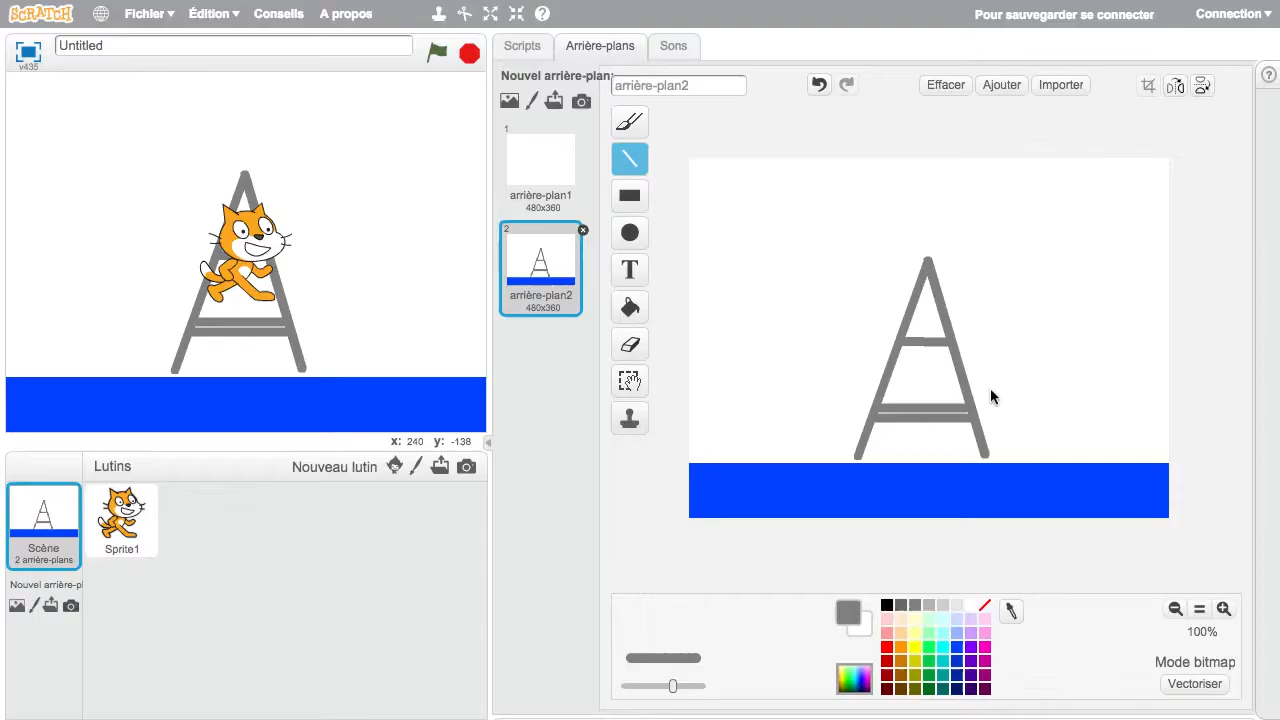 SCRATCH Fichier Édition Conseils A propos Pour sauvegarder se connecter Connexion
v435 Untitled
Scripts Arrière-plans Sons
Nouvel arrière-plan:
arrière-plan2 Effacer Ajouter Importer
1
arrière-plan1
480x360
2
arrière-plan2
480x360
T
x: 240 y: -138
Lutins Nouveau lutin
Scène
2 arrière-plans
Sprite1
Nouvel arrière-pl
100%
Mode bitmap
Vectoriser